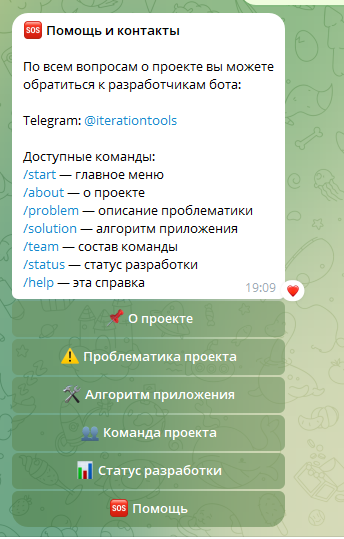 🆘 Помощь и контакты
По всем вопросам о проекте вы можете
обратиться к разработчикам бота:
Telegram: @iterationtools
Доступные команды:
/start — главное меню
/about — о проекте
/problem — описание проблематики
/solution — алгоритм приложения
/team — состав команды
/status — статус разработки
/help — эта справка
19:09
📌 О проекте
⚠️ Проблематика проекта
🛠 Алгоритм приложения
👥 Команда проекта
📊 Статус разработки
🆘 Помощь